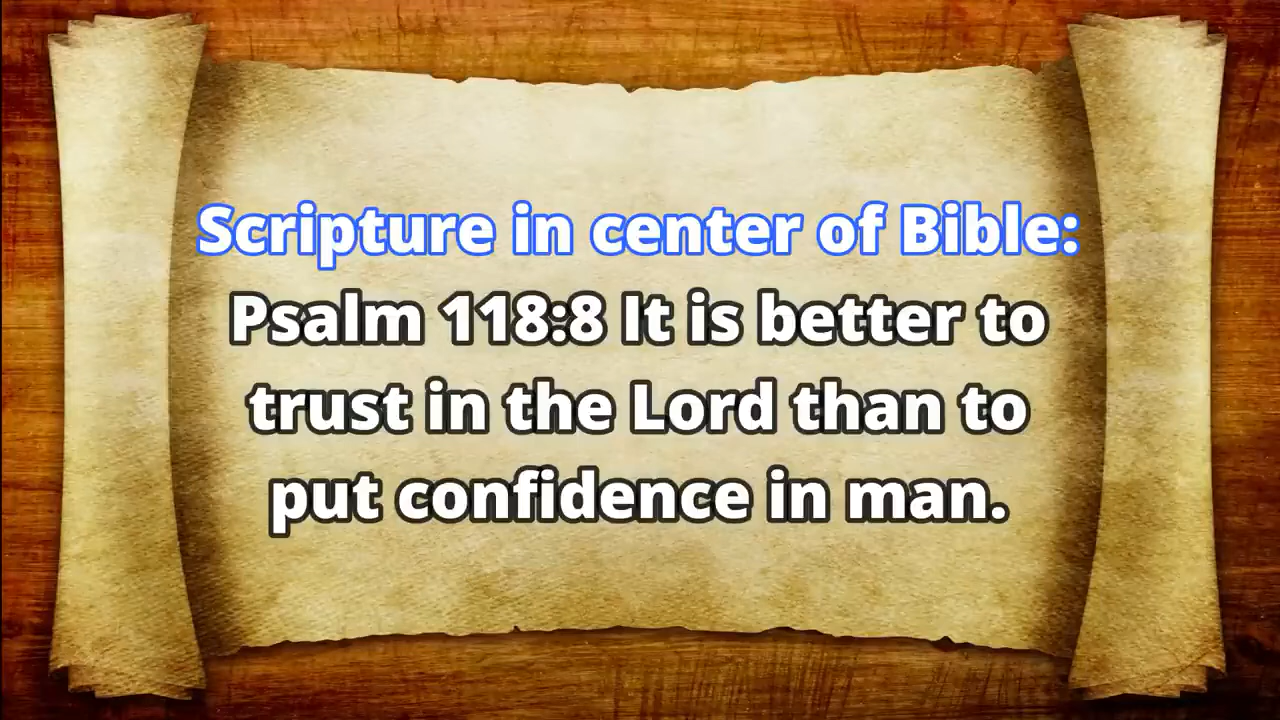 Scripture in center of Bible:
Psalm 118:8 It is better to
trust in the Lord than to
put confidence in man.